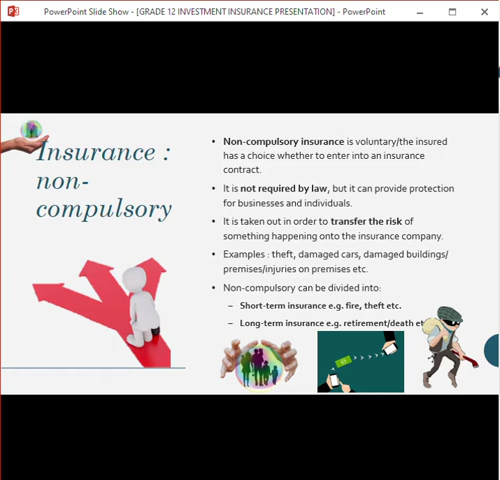 PowerPoint Slide Show - [GRADE 12 INVESTMENT INSURANCE PRESENTATION] - PowerPoint
Insurance :
non-
compulsory
• Non-compulsory insurance is voluntary/the insured
has a choice whether to enter into an insurance
contract.
• It is not required by law, but it can provide protection
for businesses and individuals.
• It is taken out in order to transfer the risk of
something happening onto the insurance company.
• Examples : theft, damaged cars, damaged buildings/
premises/injuries on premises etc.
• Non-compulsory can be divided into:
– Short-term insurance e.g. fire, theft etc.
– Long-term insurance e.g. retirement/death et